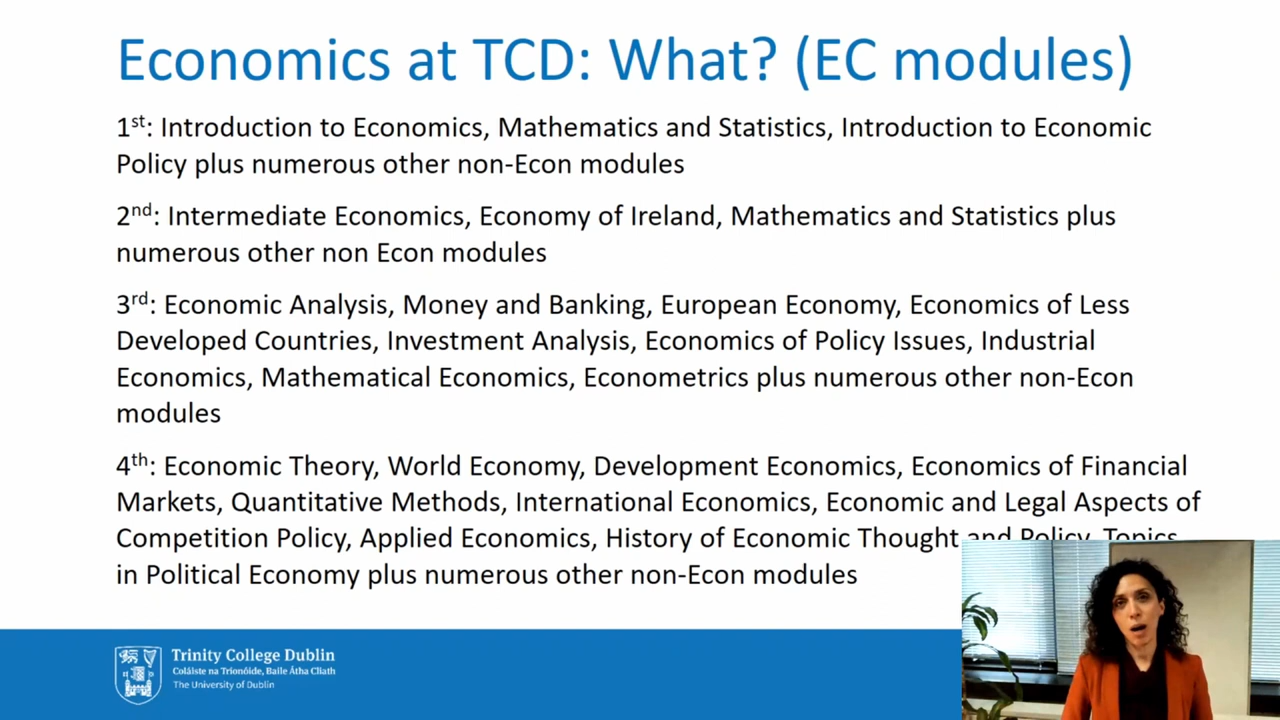 Economics at TCD: What? (EC modules)
1st: Introduction to Economics, Mathematics and Statistics, Introduction to Economic
Policy plus numerous other non-Econ modules
2nd: Intermediate Economics, Economy of Ireland, Mathematics and Statistics plus
numerous other non Econ modules
3rd: Economic Analysis, Money and Banking, European Economy, Economics of Less
Developed Countries, Investment Analysis, Economics of Policy Issues, Industrial
Economics, Mathematical Economics, Econometrics plus numerous other non-Econ
modules
4th: Economic Theory, World Economy, Development Economics, Economics of Financial
Markets, Quantitative Methods, International Economics, Economic and Legal Aspects of
Competition Policy, Applied Economics, History of Economic Thought and Policy, Topics
in Political Economy plus numerous other non-Econ modules
Trinity College Dublin
Coláiste na Tríonóide, Baile Átha Cliath
The University of Dublin